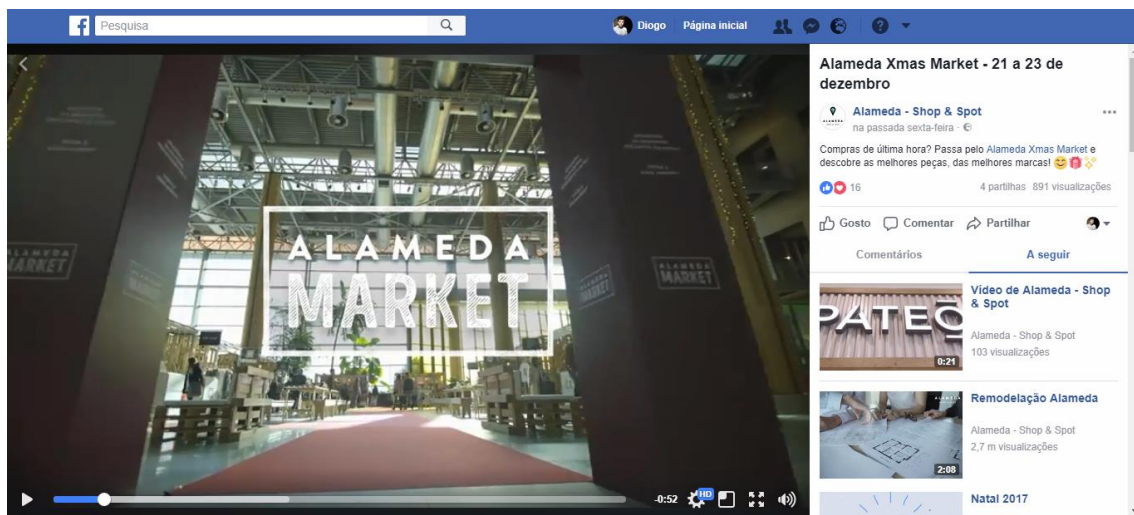 Pesquisa
Diogo
Página inicial
ALAMEDA
MARKET
ALAMEDA
MARKET
ALAMEDA
MARKET
-0:52
HD
Alameda Xmas Market - 21 a 23 de
dezembro
Alameda - Shop & Spot
na passada sexta-feira
Compras de última hora? Passa pelo Alameda Xmas Market e
descobre as melhores peças, das melhores marcas!
16
4 partilhas 891 visualizações
Gosto Comentar Partilhar
Comentários
A seguir
PATEO
0:21
Vídeo de Alameda - Shop
& Spot
Alameda - Shop & Spot
103 visualizações
2:08
Remodelação Alameda
Alameda - Shop & Spot
2,7 m visualizações
Natal 2017